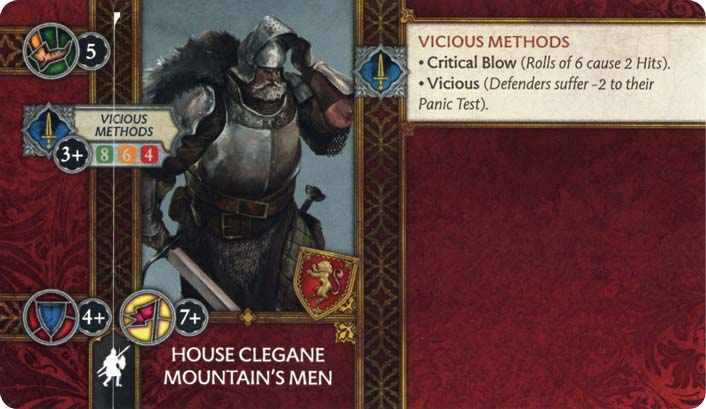 5
VICIOUS
METHODS
3+
8 6 4
4+
7+
HOUSE CLEGANE
MOUNTAIN'S MEN
VICIOUS METHODS
• Critical Blow (Rolls of 6 cause 2 Hits).
• Vicious (Defenders suffer -2 to their
Panic Test).